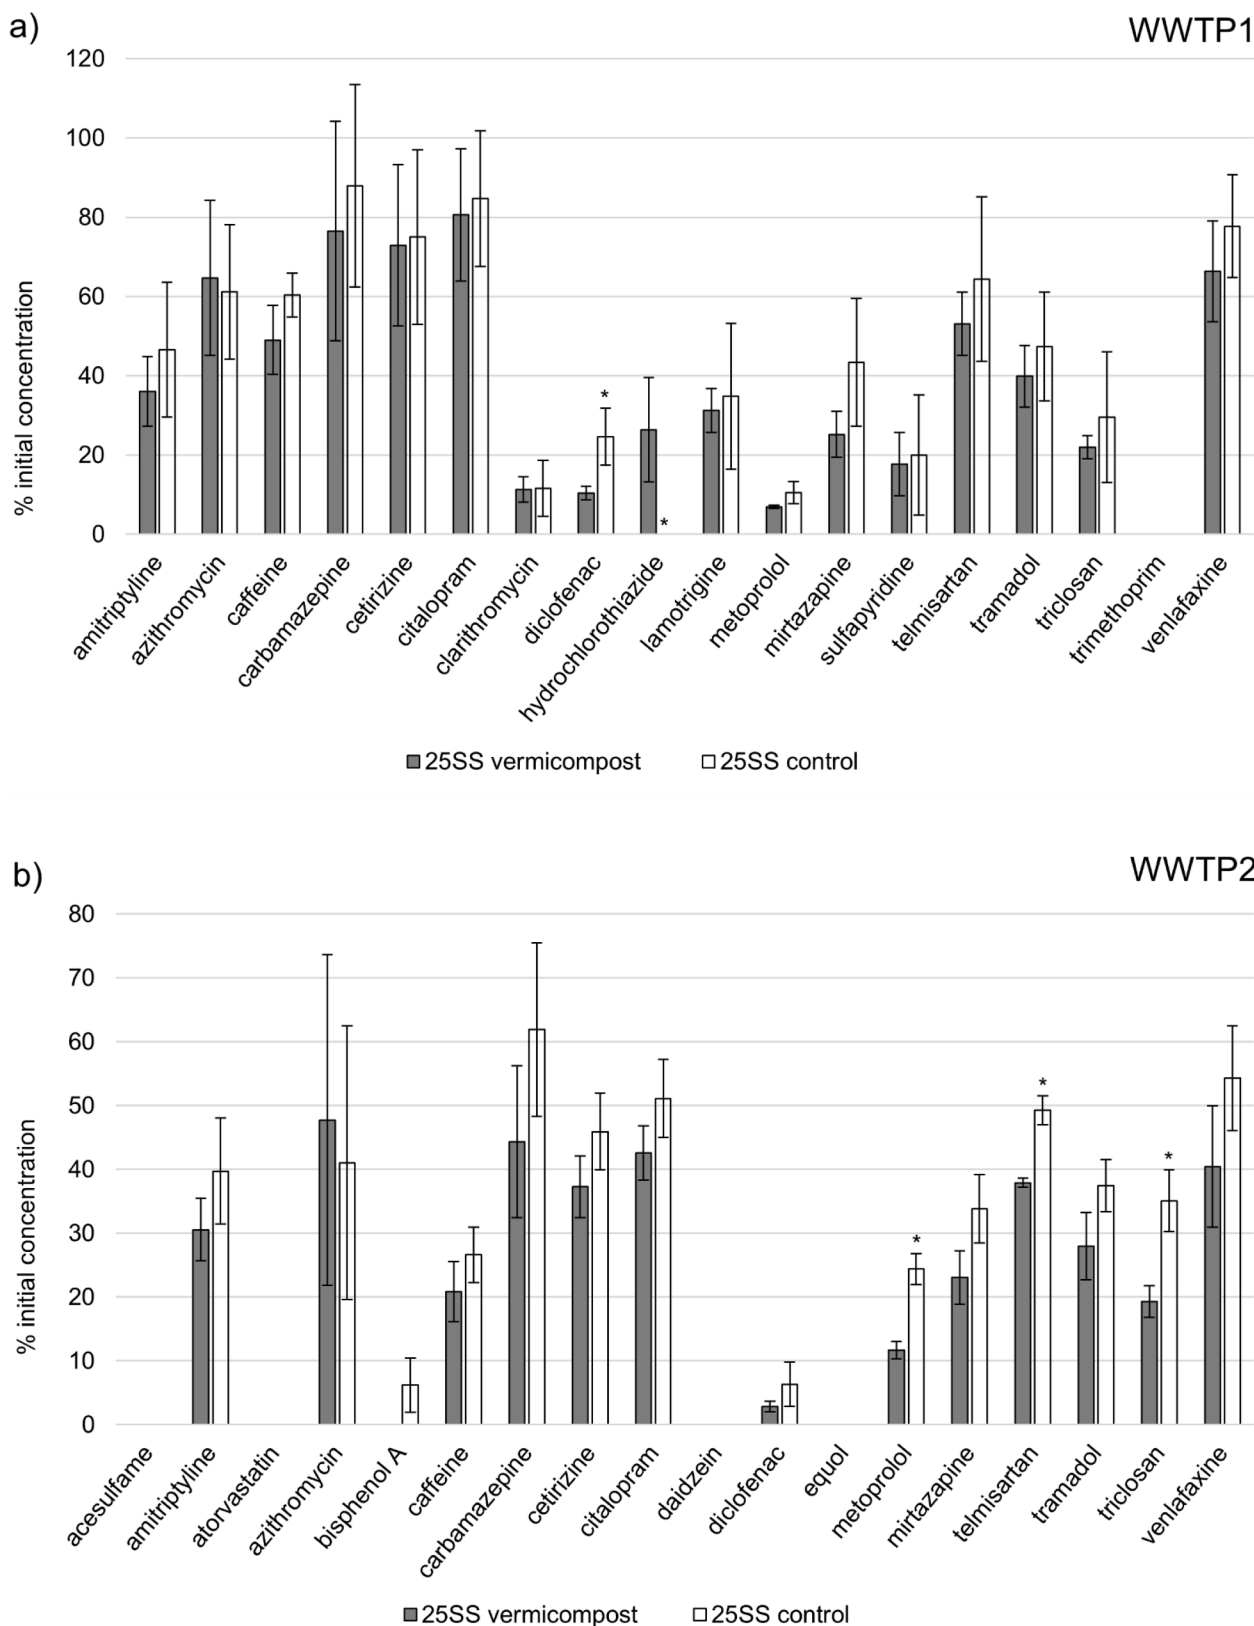 a)
WWTP1
120
100
80
60
40
20
0
% initial concentration
*
*
amitriptyline
azithromycin
caffeine
carbamazepine
cetirizine
citalopram
clarithromycin
diclofenac
hydrochlorothiazide
lamotrigine
metoprolol
mirtazapine
sulfapyridine
telmisartan
tramadol
triclosan
trimethoprim
venlafaxine
25SS vermicompost 25SS control
b)
WWTP2
80
70
60
50
40
30
20
10
0
% initial concentration
*
*
*
acesulfame
amitriptyline
atorvastatin
azithromycin
bisphenol A
caffeine
carbamazepine
cetirizine
citalopram
daidzein
diclofenac
equol
metoprolol
mirtazapine
telmisartan
tramadol
triclosan
venlafaxine
25SS vermicompost 25SS control